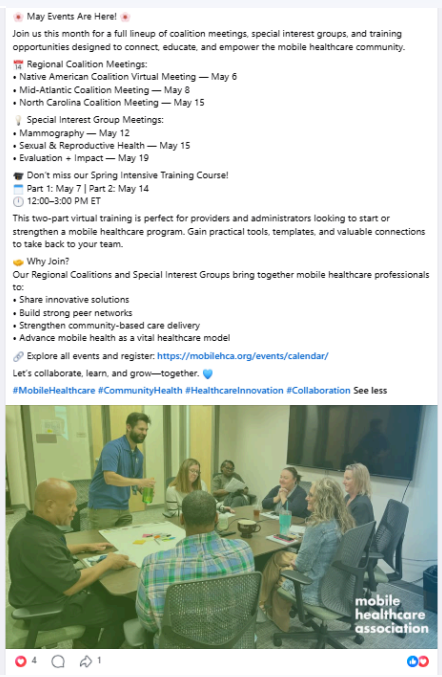 💥 May Events Are Here! 💥
Join us this month for a full lineup of coalition meetings, special interest groups, and training
opportunities designed to connect, educate, and empower the mobile healthcare community.
📅 Regional Coalition Meetings:
• Native American Coalition Virtual Meeting — May 6
• Mid-Atlantic Coalition Meeting — May 8
• North Carolina Coalition Meeting — May 15
💡 Special Interest Group Meetings:
• Mammography — May 12
• Sexual & Reproductive Health — May 15
• Evaluation + Impact — May 19
🎓 Don't miss our Spring Intensive Training Course!
🗓️ Part 1: May 7 | Part 2: May 14
🕛 12:00–3:00 PM ET
This two-part virtual training is perfect for providers and administrators looking to start or
strengthen a mobile healthcare program. Gain practical tools, templates, and valuable connections
to take back to your team.
🤝 Why Join?
Our Regional Coalitions and Special Interest Groups bring together mobile healthcare professionals
to:
• Share innovative solutions
• Build strong peer networks
• Strengthen community-based care delivery
• Advance mobile health as a vital healthcare model
🔗 Explore all events and register: https://mobilehca.org/events/calendar/
Let's collaborate, learn, and grow—together. 💙
#MobileHealthcare #CommunityHealth #HealthcareInnovation #Collaboration See less
mobile
healthcare
association
4 1